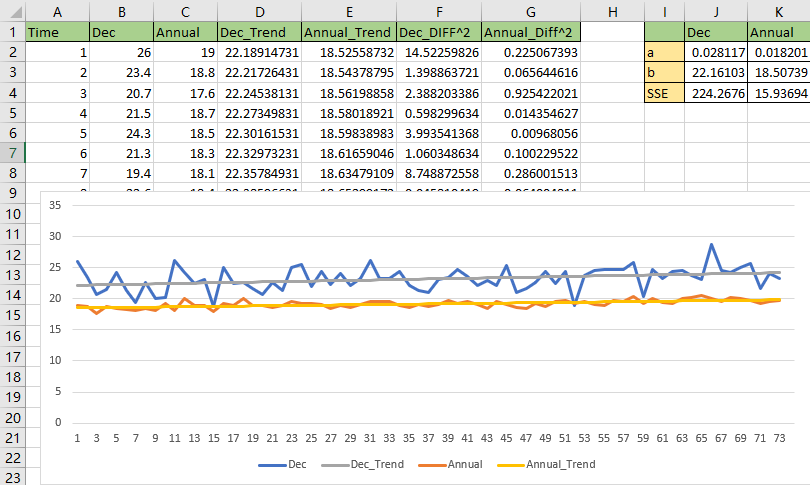 A B C D E F G H I J K
1 Time Dec Annual Dec_Trend Annual_Trend Dec_DIFF^2 Annual_Diff^2 Dec Annual
2 1 26 19 22.18914731 18.52558732 14.52259826 0.225067393 a 0.028117 0.018201
3 2 23.4 18.8 22.21726431 18.54378795 1.398863721 0.065644616 b 22.16103 18.50739
4 3 20.7 17.6 22.24538131 18.56198858 2.388203386 0.925422021 SSE 224.2676 15.93694
5 4 21.5 18.7 22.27349831 18.58018921 0.598299634 0.014354627
6 5 24.3 18.5 22.30161531 18.59838983 3.993541368 0.00968056
7 6 21.3 18.3 22.32973231 18.61659046 1.060348634 0.100229522
8 7 19.4 18.1 22.35784931 18.63479109 8.748872558 0.286001513
9
10
11
12
13
14
15
16
17
18
19
20
21
22
23
35
30
25
20
15
10
5
0
1 3 5 7 9 11 13 15 17 19 21 23 25 27 29 31 33 35 37 39 41 43 45 47 49 51 53 55 57 59 61 63 65 67 69 71 73
Dec Dec_Trend Annual Annual_Trend